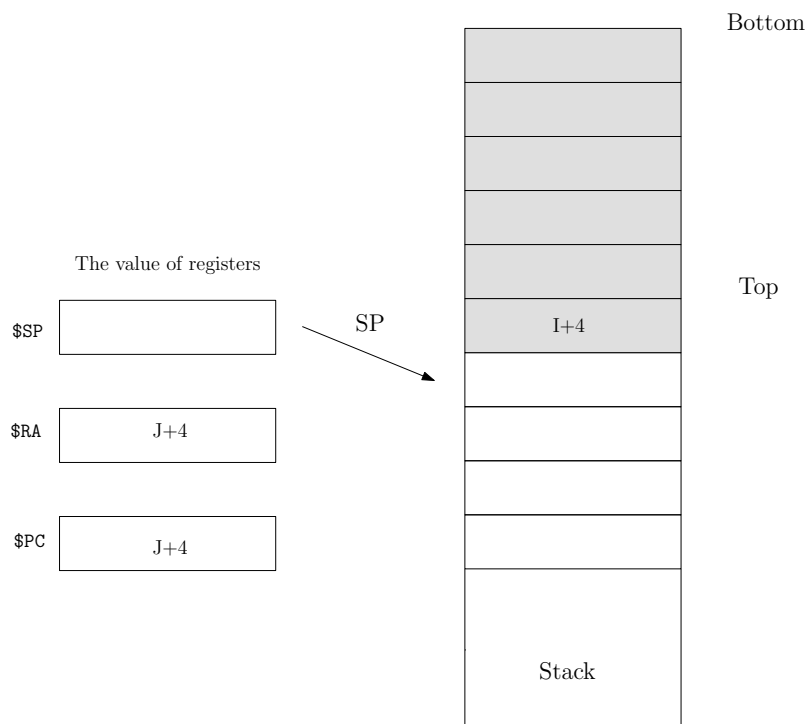 Bottom
The value of registers
Top
$SP
SP
I+4
$RA
J+4
$PC
J+4
Stack